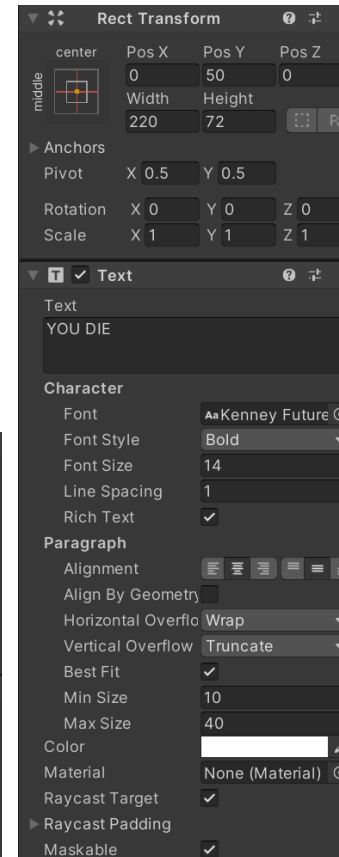 Rect Transform
center Pos X Pos Y Pos Z
middle 0 50 0
Width Height
220 72
Anchors
Pivot X 0.5 Y 0.5
Rotation X 0 Y 0 Z 0
Scale X 1 Y 1 Z 1
T Text
Text
YOU DIE
Character
Font Aa Kenney Future
Font Style Bold
Font Size 14
Line Spacing 1
Rich Text
Paragraph
Alignment
Align By Geometry
Horizontal Overflo Wrap
Vertical Overflow Truncate
Best Fit
Min Size 10
Max Size 40
Color
Material None (Material)
Raycast Target
Raycast Padding
Maskable